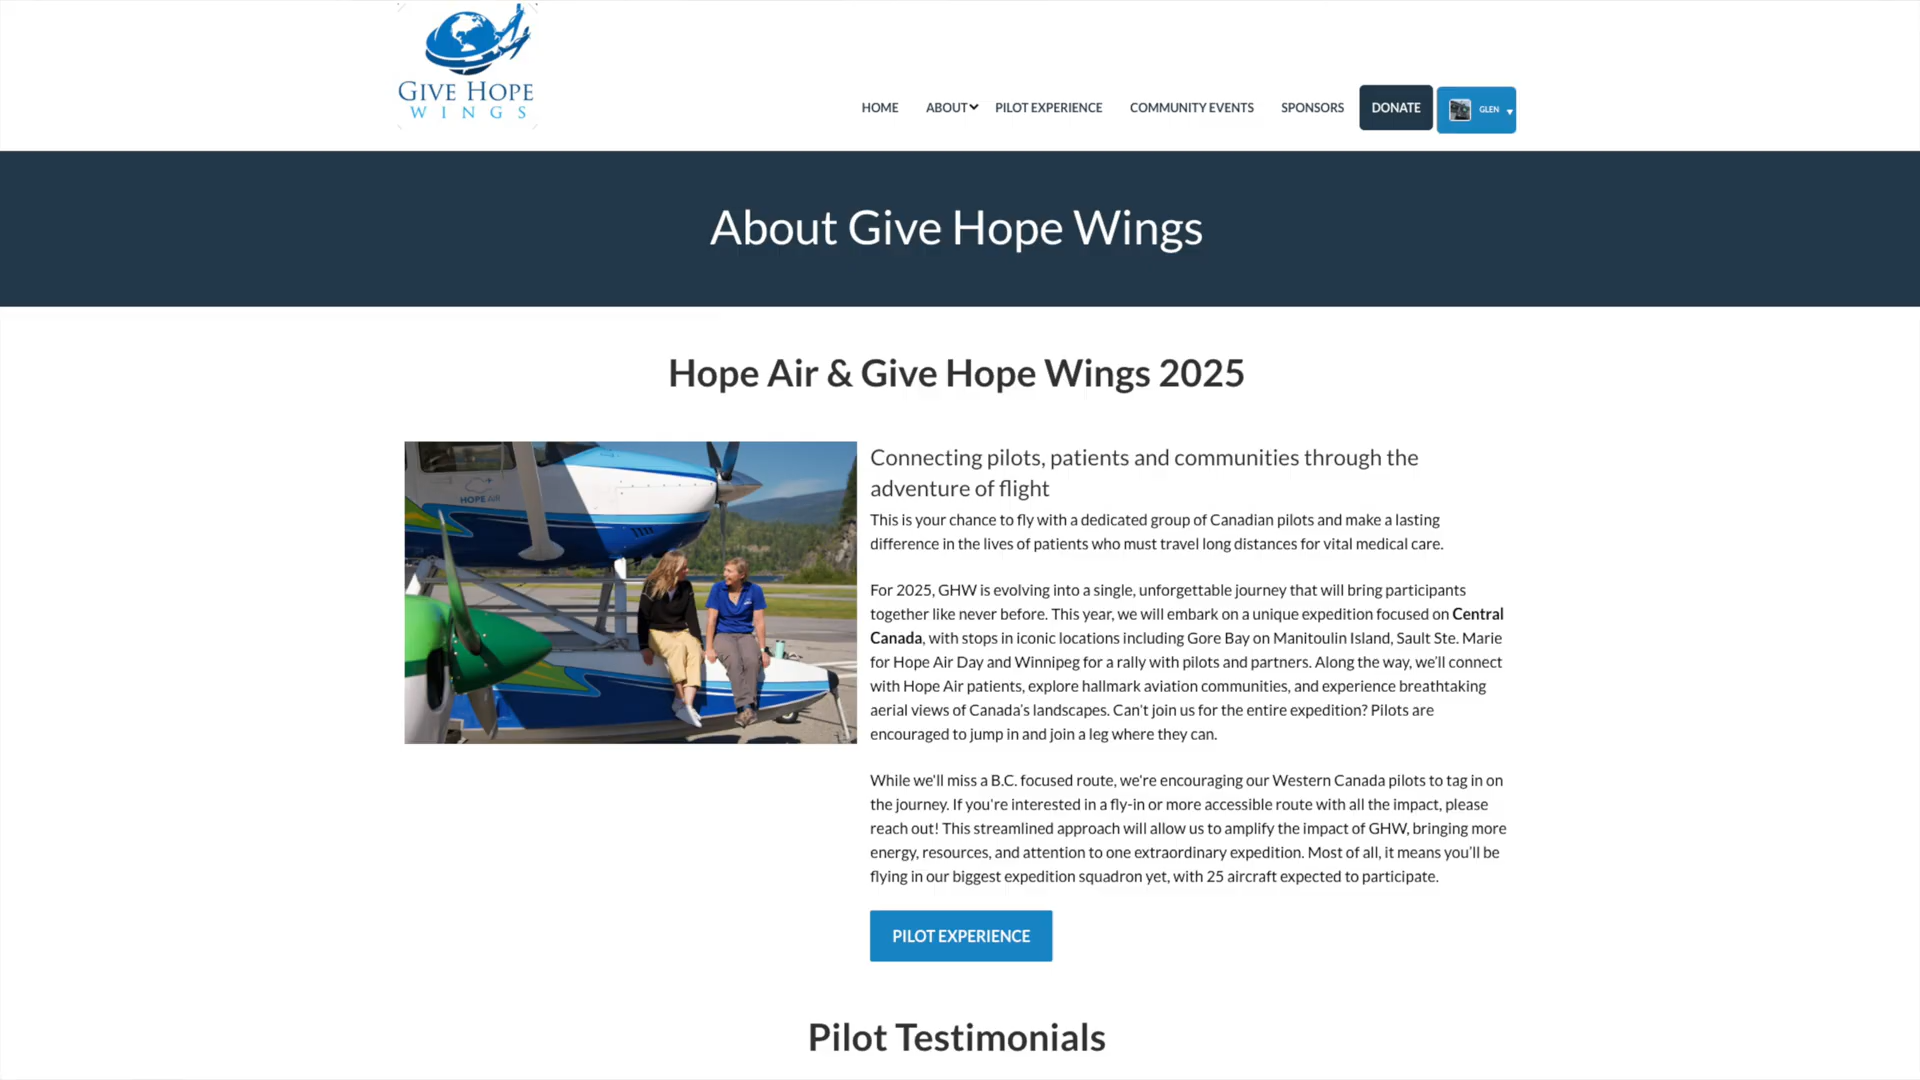 GIVE HOPE
WINGS
HOME ABOUT PILOT EXPERIENCE COMMUNITY EVENTS SPONSORS DONATE GLEN
About Give Hope Wings
Hope Air & Give Hope Wings 2025
HOPE AIR
Connecting pilots, patients and communities through the
adventure of flight
This is your chance to fly with a dedicated group of Canadian pilots and make a lasting
difference in the lives of patients who must travel long distances for vital medical care.
For 2025, GHW is evolving into a single, unforgettable journey that will bring participants
together like never before. This year, we will embark on a unique expedition focused on Central
Canada, with stops in iconic locations including Gore Bay on Manitoulin Island, Sault Ste. Marie
for Hope Air Day and Winnipeg for a rally with pilots and partners. Along the way, we'll connect
with Hope Air patients, explore hallmark aviation communities, and experience breathtaking
aerial views of Canada's landscapes. Can't join us for the entire expedition? Pilots are
encouraged to jump in and join a leg where they can.
While we'll miss a B.C. focused route, we're encouraging our Western Canada pilots to tag in on
the journey. If you're interested in a fly-in or more accessible route with all the impact, please
reach out! This streamlined approach will allow us to amplify the impact of GHW, bringing more
energy, resources, and attention to one extraordinary expedition. Most of all, it means you'll be
flying in our biggest expedition squadron yet, with 25 aircraft expected to participate.
PILOT EXPERIENCE
Pilot Testimonials